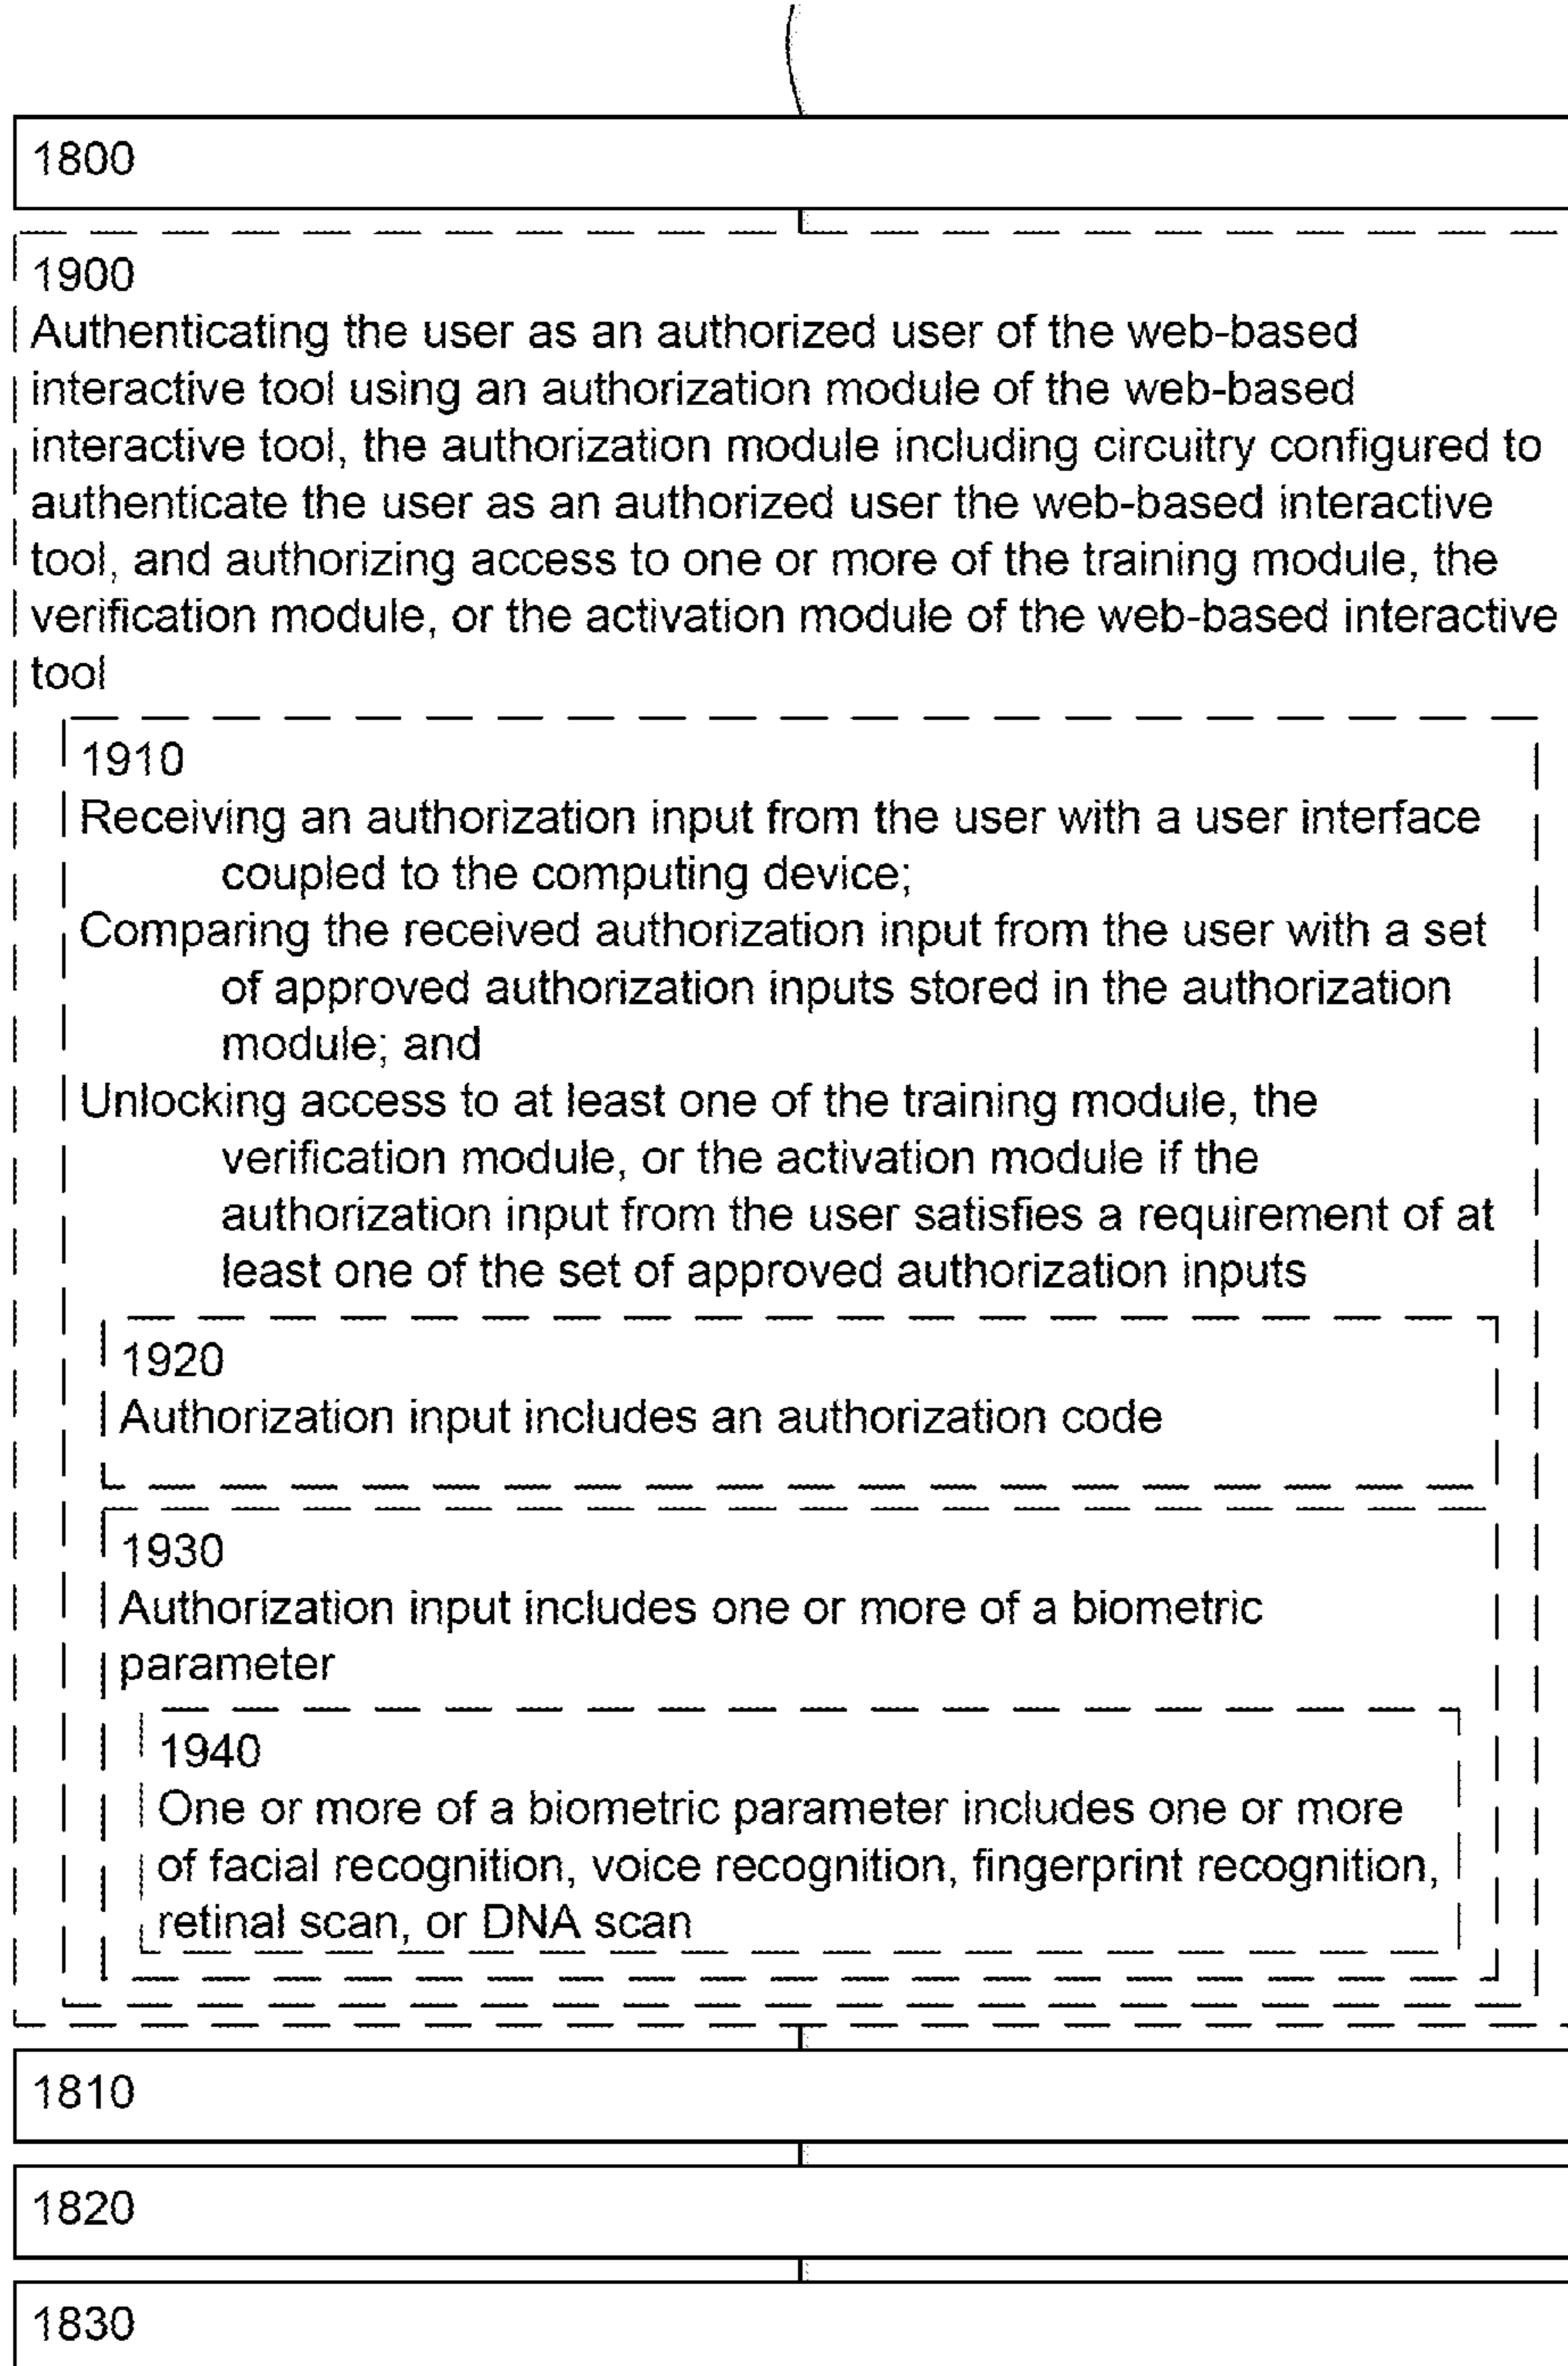 1800
1900
Authenticating the user as an authorized user of the web-based
interactive tool using an authorization module of the web-based
interactive tool, the authorization module including circuitry configured to
authenticate the user as an authorized user the web-based interactive
tool, and authorizing access to one or more of the training module, the
verification module, or the activation module of the web-based interactive
tool
1910
Receiving an authorization input from the user with a user interface
coupled to the computing device;
Comparing the received authorization input from the user with a set
of approved authorization inputs stored in the authorization
module; and
Unlocking access to at least one of the training module, the
verification module, or the activation module if the
authorization input from the user satisfies a requirement of at
least one of the set of approved authorization inputs
1920
Authorization input includes an authorization code
1930
Authorization input includes one or more of a biometric
parameter
1940
One or more of a biometric parameter includes one or more
of facial recognition, voice recognition, fingerprint recognition,
retinal scan, or DNA scan
1810
1820
1830